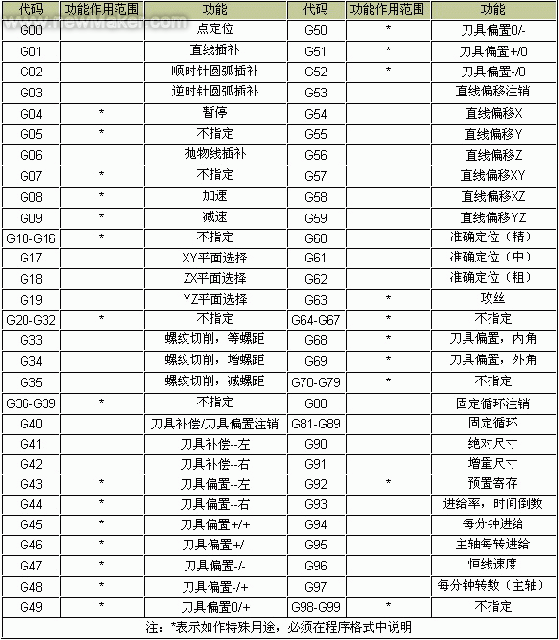 www.newMaker.com
代码 功能作用范围 功能 代码 功能作用范围 功能
G00 点定位 G50 * 刀具偏置0/-
G01 直线插补 G51 * 刀具偏置+/0
C02 顺时针圆弧插补 C52 * 刀具偏置-/0
G03 逆时针圆弧插补 G53 直线偏移注销
G04 * 暂停 G54 直线偏移X
G05 * 不指定 G55 直线偏移Y
G06 抛物线插补 G56 直线偏移Z
G07 * 不指定 G57 直线偏移XY
G08 * 加速 G58 直线偏移XZ
G09 * 减速 G59 直线偏移YZ
G10-G16 * 不指定 G60 准确定位（精）
G17 XY平面选择 G61 准确定位（中）
G18 ZX平面选择 G62 准确定位（粗）
G19 YZ平面选择 G63 * 攻丝
G20-G32 * 不指定 G64-G67 * 不指定
G33 螺纹切削，等螺距 G68 * 刀具偏置，内角
G34 螺纹切削，增螺距 G69 * 刀具偏置，外角
G35 螺纹切削，减螺距 G70-G79 * 不指定
G36-G39 * 不指定 G80 固定循环注销
G40 刀具补偿/刀具偏置注销 G81-G89 固定循环
G41 刀具补偿--左 G90 绝对尺寸
G42 刀具补偿--右 G91 增量尺寸
G43 * 刀具偏置--左 G92 * 预置寄存
G44 * 刀具偏置--右 G93 进给率，时间倒数
G45 * 刀具偏置+/+ G94 每分钟进给
G46 * 刀具偏置+/ G95 主轴每转进给
G47 * 刀具偏置-/- G96 恒线速度
G48 * 刀具偏置-/+ G97 每分钟转数（主轴）
G49 * 刀具偏置0/+ G98-G99 * 不指定
注：*表示如作特殊用途，必须在程序格式中说明